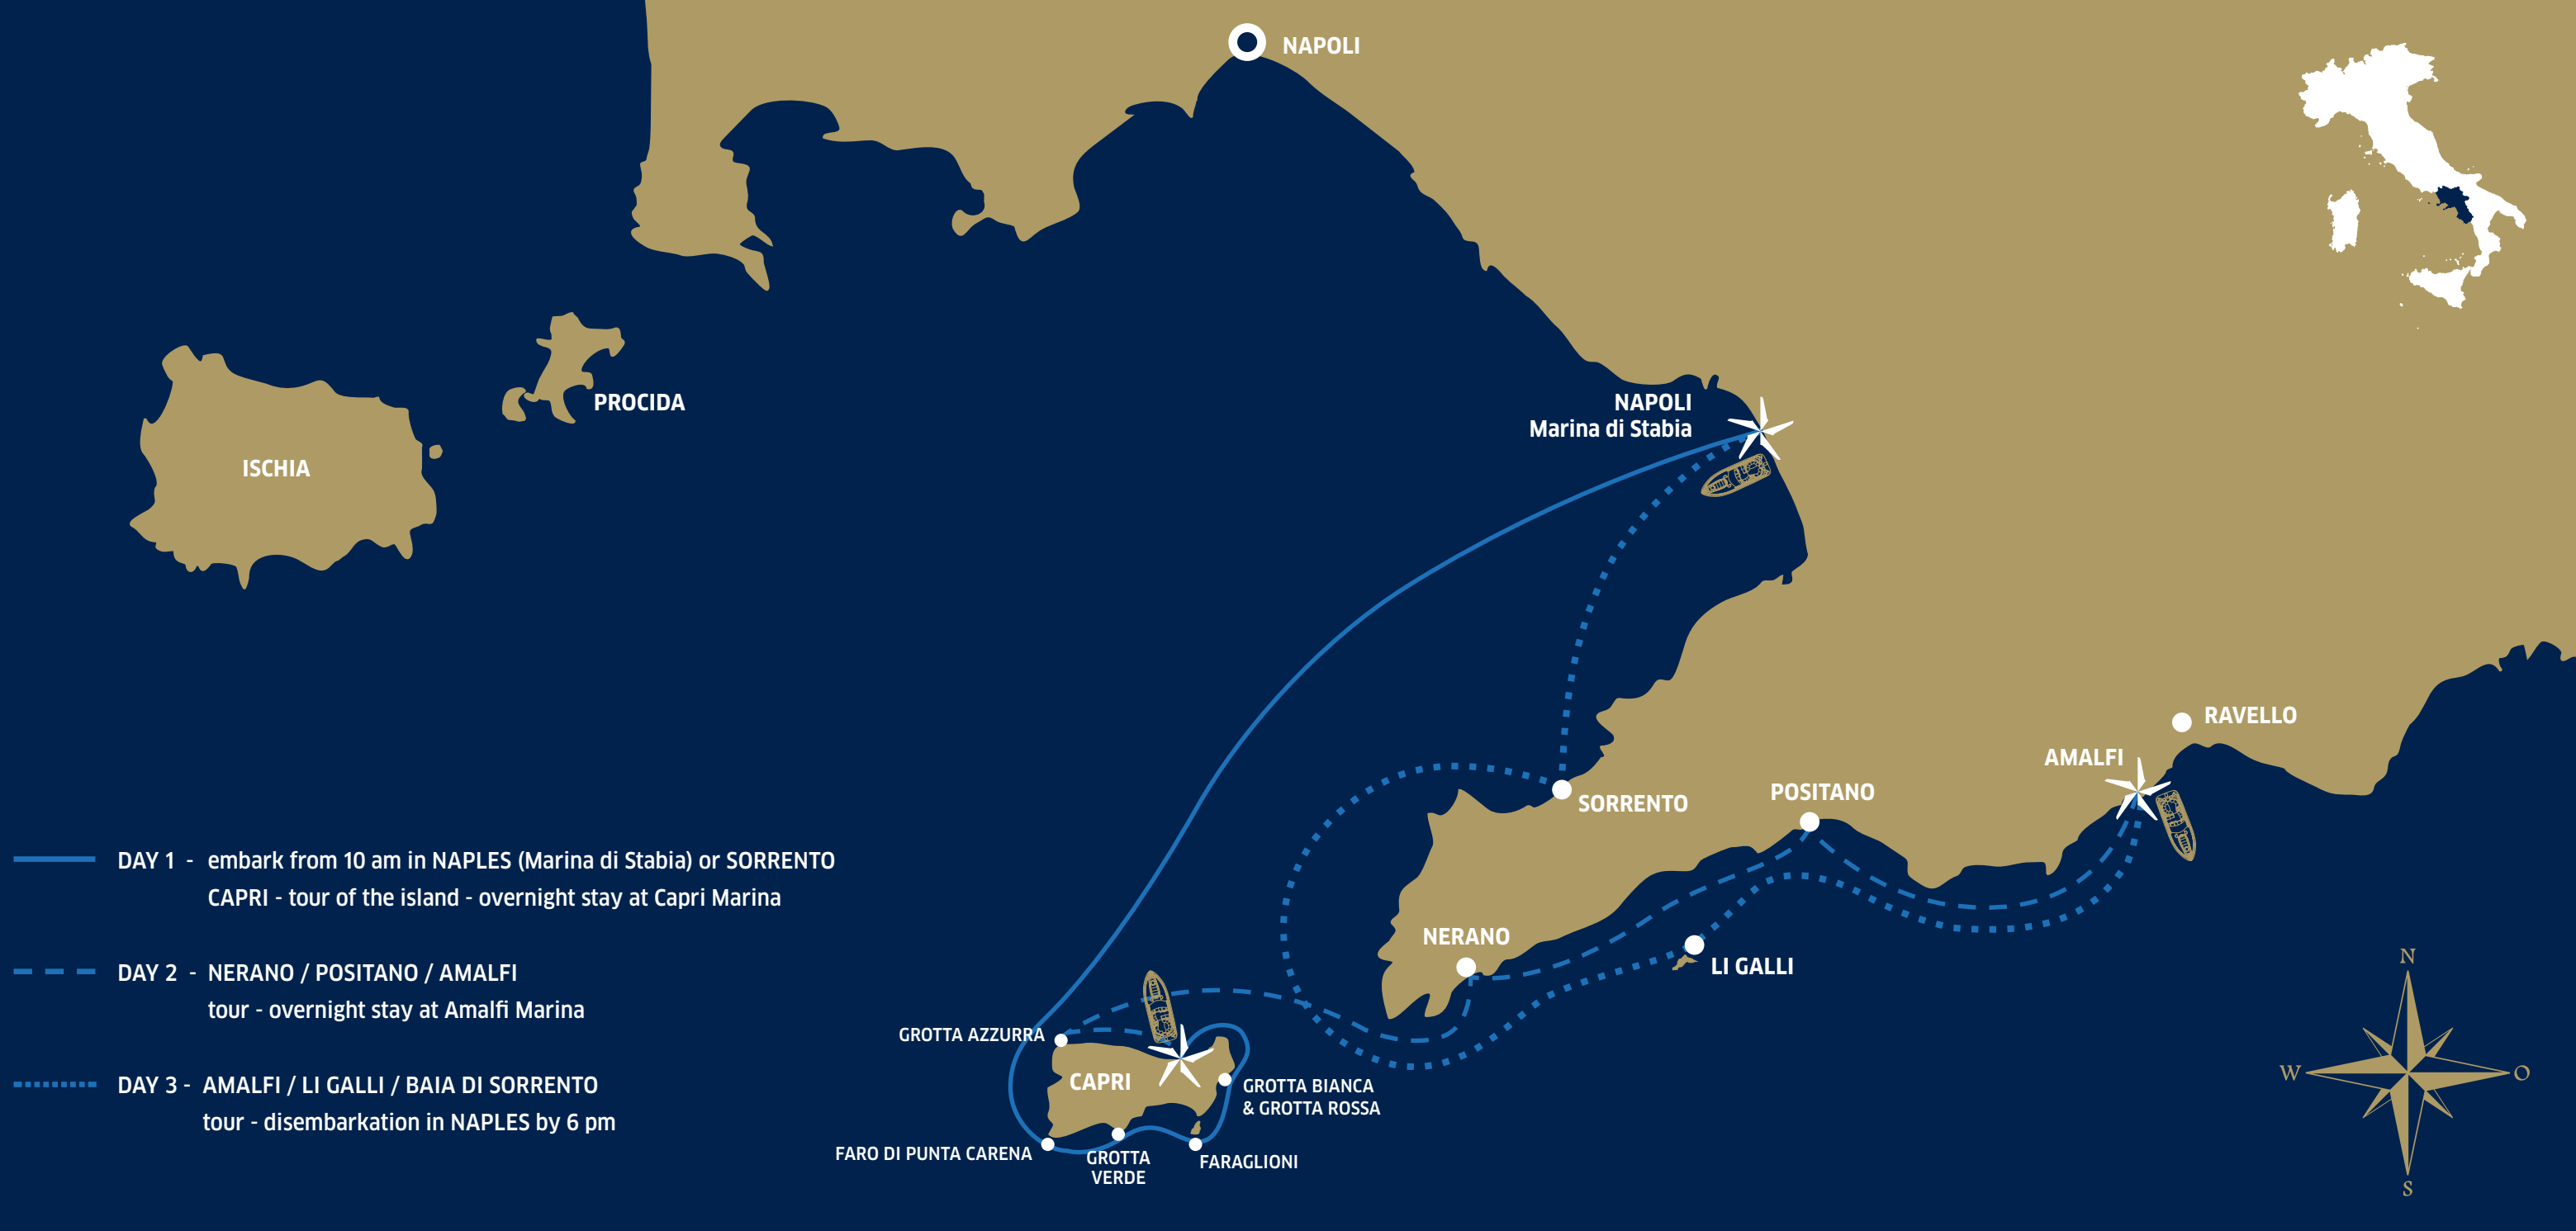 NAPOLI
NAPOLI
Marina di Stabia
PROCIDA
ISCHIA
RAVELLO
AMALFI
POSITANO
SORRENTO
NERANO
LI GALLI
GROTTA AZZURRA
CAPRI
GROTTA BIANCA
& GROTTA ROSSA
FARO DI PUNTA CARENA
GROTTA
VERDE
FARAGLIONI
DAY 1 - embark from 10 am in NAPLES (Marina di Stabia) or SORRENTO
CAPRI - tour of the island - overnight stay at Capri Marina
DAY 2 - NERANO / POSITANO / AMALFI
tour - overnight stay at Amalfi Marina
DAY 3 - AMALFI / LI GALLI / BAIA DI SORRENTO
tour - disembarkation in NAPLES by 6 pm
N
W
O
S